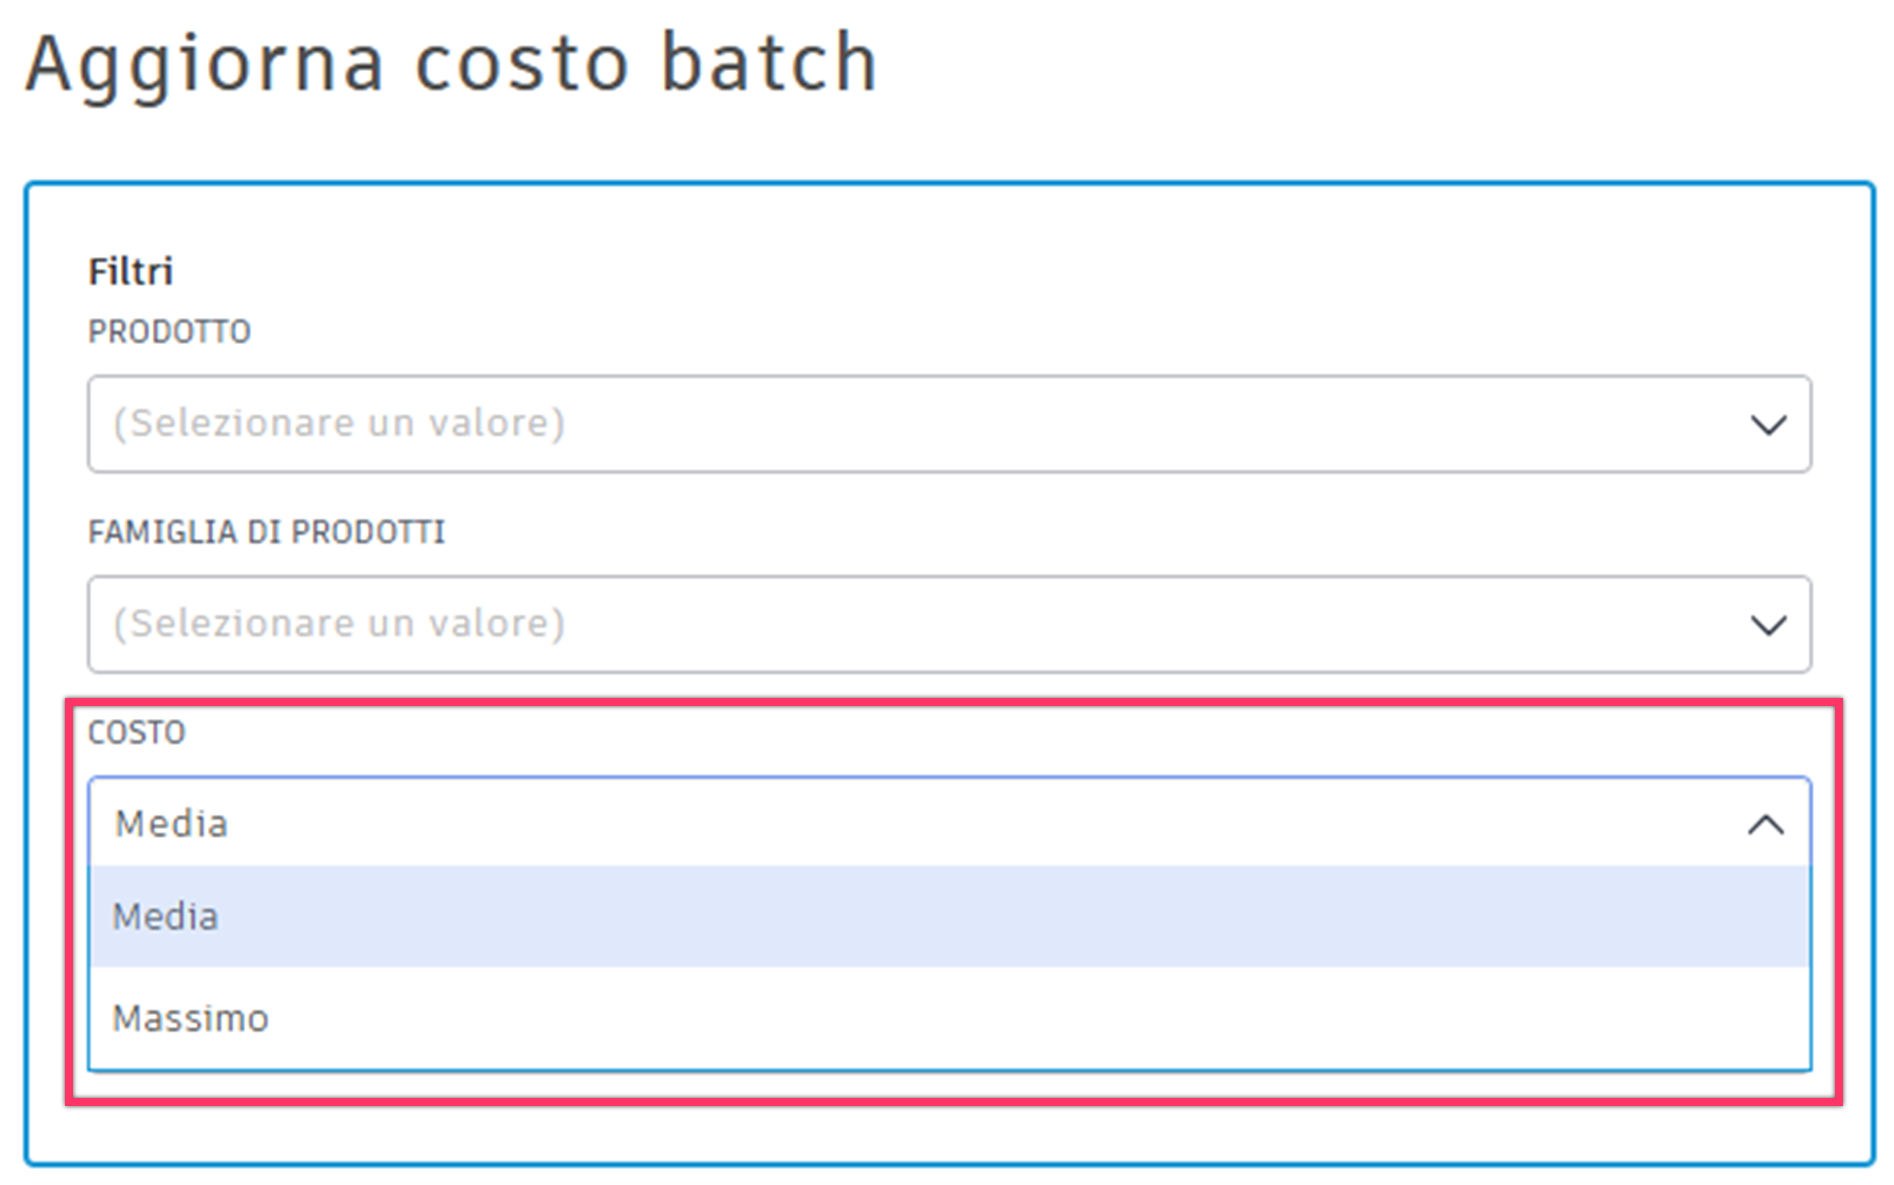 Aggiorna costo batch
Filtri
PRODOTTO
(Selezionare un valore)
FAMIGLIA DI PRODOTTI
(Selezionare un valore)
COSTO
Media
Media
Massimo